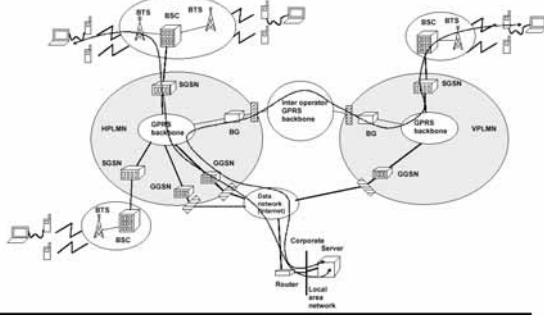 BTS
BSC
BTS
BSC
BTS
SGSN
SGSN
HPLMN
GPRS
backbone
BG
Inter operator
GPRS
backbone
BG
GPRS
backbone
VPLMN
SGSN
GGSN
GGSN
GGSN
BTS
BSC
Data
network
(Internet)
Corporate
Server
Router
Local
area
network